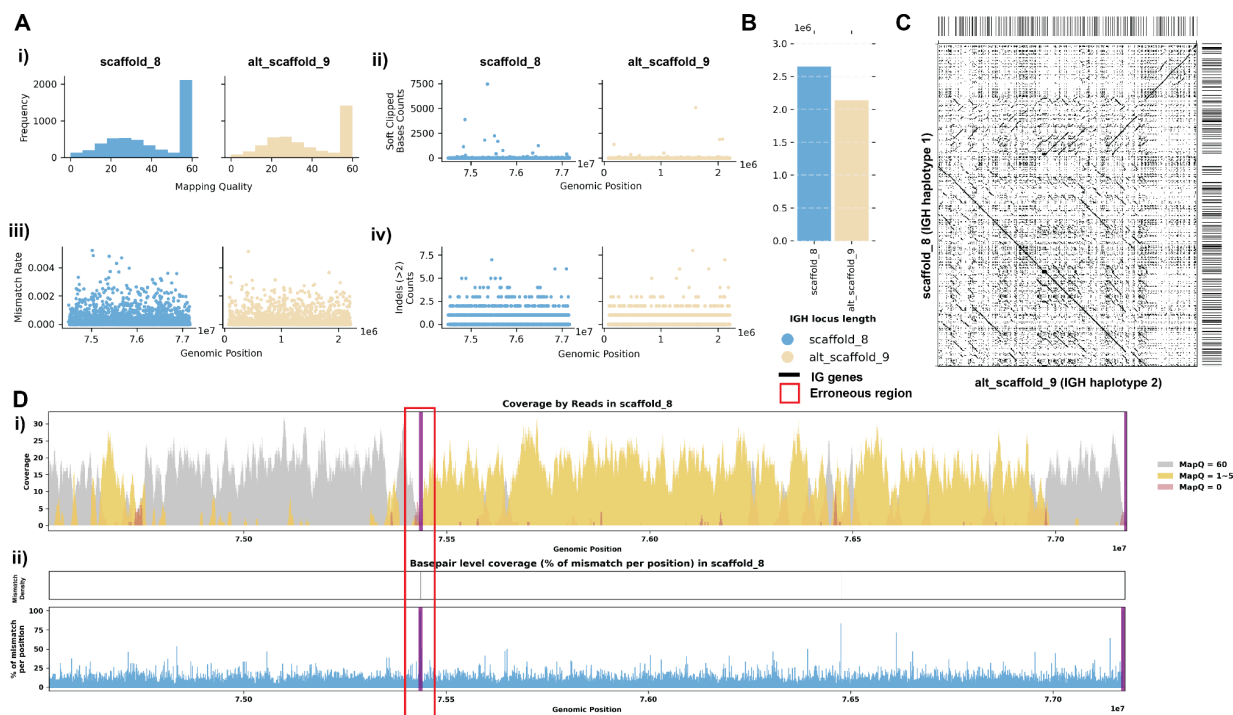 A
i)
scaffold_8
alt_scaffold_9
Frequency
2000
1000
0
0 20 40 60
0 20 40 60
Mapping Quality
ii)
scaffold_8
alt_scaffold_9
Soft Clipped
Bases Counts
7500
5000
2500
0
7.5 7.6 7.7
1e7
0 1 2
1e6
Genomic Position
iii)
Mismatch Rate
0.004
0.002
0.000
7.5 7.6 7.7
1e7
0 1 2
1e6
Genomic Position
iv)
Indels (>2)
Counts
7.5
5.0
2.5
0.0
7.5 7.6 7.7
1e7
0 1 2
1e6
Genomic Position
B
1e6
3.0
2.5
2.0
1.5
1.0
0.5
0.0
scaffold_8
alt_scaffold_9
IGH locus length
scaffold_8
alt_scaffold_9
IG genes
Erroneous region
C
scaffold_8 (IGH haplotype 1)
alt_scaffold_9 (IGH haplotype 2)
D
i)
Coverage by Reads in scaffold_8
Coverage
30
25
20
15
10
5
0
7.50 7.55 7.60 7.65 7.70
1e7
Genomic Position
MapQ = 60
MapQ = 1~5
MapQ = 0
ii)
Basepair level coverage (% of mismatch per position) in scaffold_8
Mismatch
Density
% of mismatch
per position
100
75
50
25
0
7.50 7.55 7.60 7.65 7.70
1e7
Genomic Position